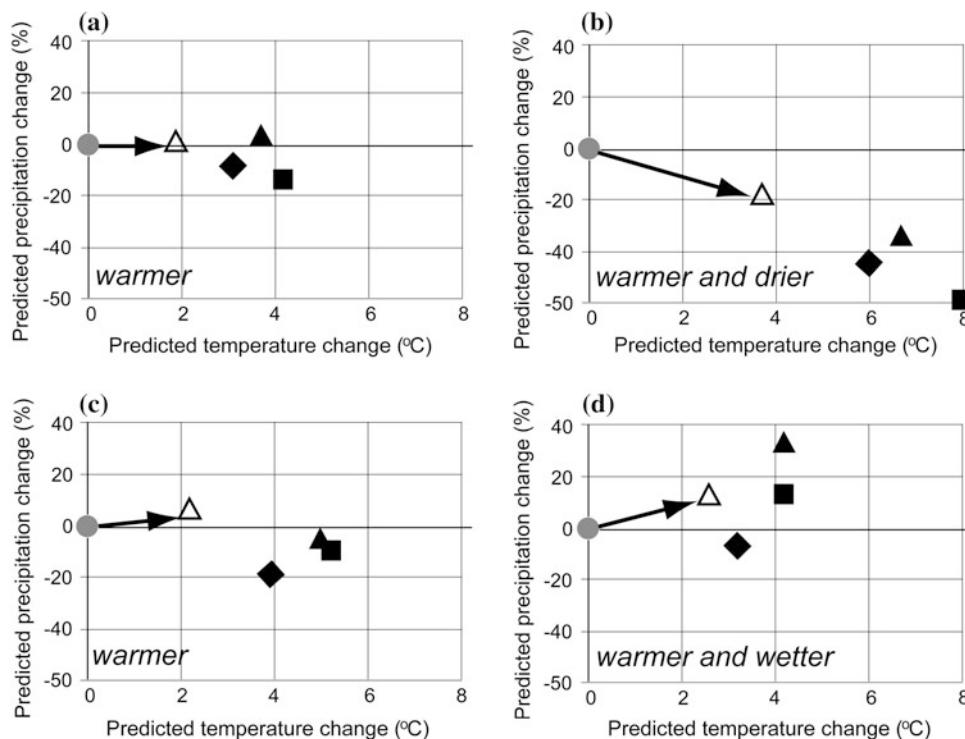 (a)
Predicted precipitation change (%)
40
20
0
-20
-40
-50
warmer
0 2 4 6 8
Predicted temperature change (ºC)
(b)
Predicted precipitation change (%)
40
20
0
-20
-40
-50
warmer and drier
0 2 4 6 8
Predicted temperature change (ºC)
(c)
Predicted precipitation change (%)
40
20
0
-20
-40
-50
warmer
0 2 4 6 8
Predicted temperature change (ºC)
(d)
Predicted precipitation change (%)
40
20
0
-20
-40
-50
warmer and wetter
0 2 4 6 8
Predicted temperature change (ºC)